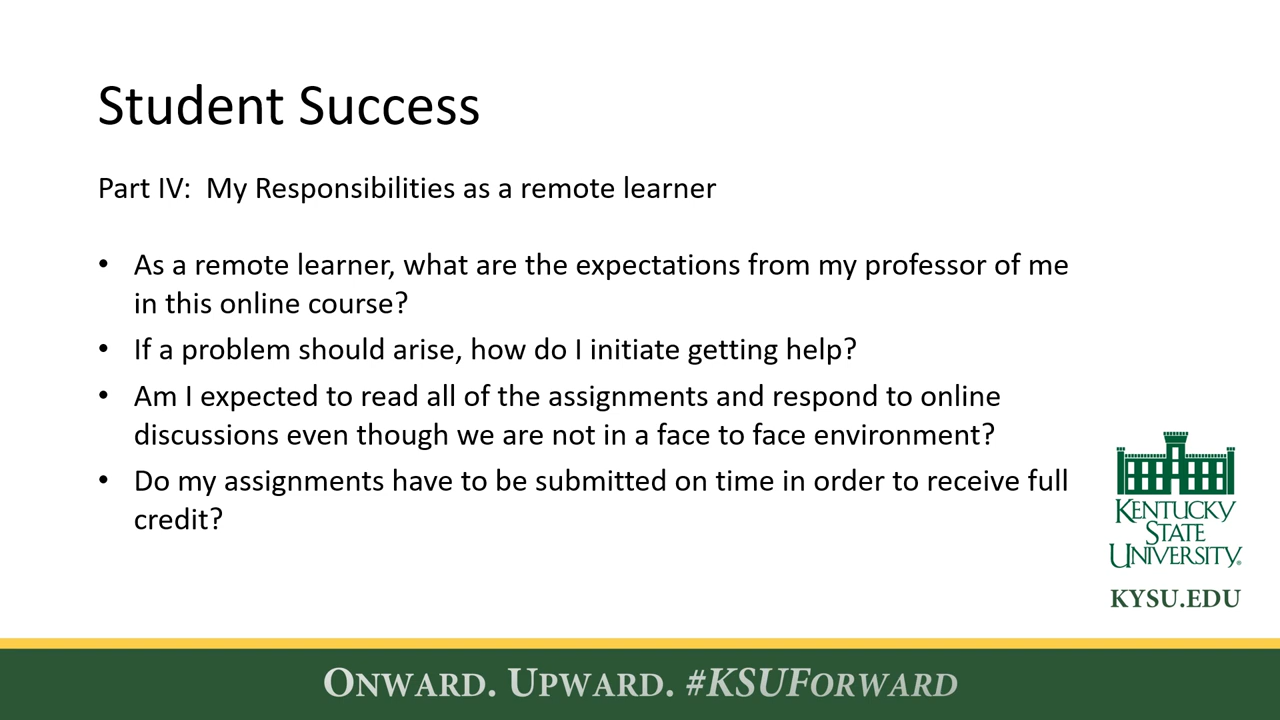 Student Success
Part IV:  My Responsibilities as a remote learner
• As a remote learner, what are the expectations from my professor of me
in this online course?
• If a problem should arise, how do I initiate getting help?
• Am I expected to read all of the assignments and respond to online
discussions even though we are not in a face to face environment?
• Do my assignments have to be submitted on time in order to receive full
credit?
KENTUCKY
STATE
UNIVERSITY®
KYSU.EDU
ONWARD. UPWARD. #KSUFORWARD